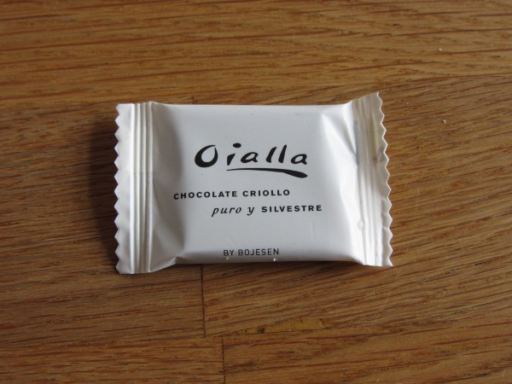 Oialla
CHOCOLATE CRIOLLO
puro y SILVESTRE
BY BOJESEN